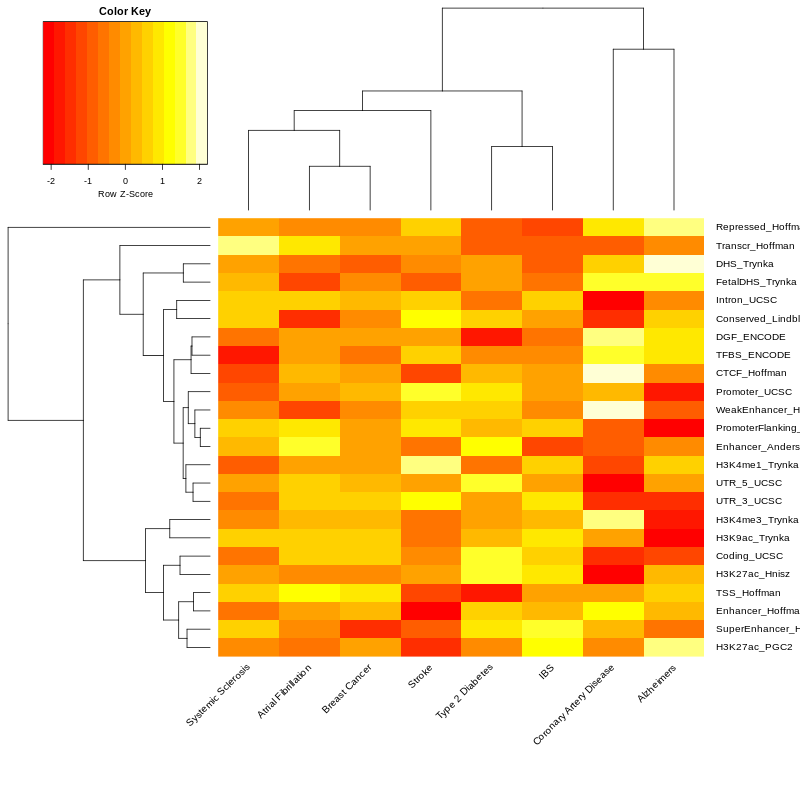 Color Key
-2 -1 0 1 2
Row Z-Score
Repressed_Hoffma
Transcr_Hoffman
DHS_Trynka
FetalDHS_Trynka
Intron_UCSC
Conserved_Lindbl
DGF_ENCODE
TFBS_ENCODE
CTCF_Hoffman
Promoter_UCSC
WeakEnhancer_H
PromoterFlanking_
Enhancer_Anders
H3K4me1_Trynka
UTR_5_UCSC
UTR_3_UCSC
H3K4me3_Trynka
H3K9ac_Trynka
Coding_UCSC
H3K27ac_Hnisz
TSS_Hoffman
Enhancer_Hoffma
SuperEnhancer_H
H3K27ac_PGC2
Systemic Sclerosis
Atrial Fibrillation
Breast Cancer
Stroke
Type 2 Diabetes
IBS
Coronary Artery Disease
Alzheimers